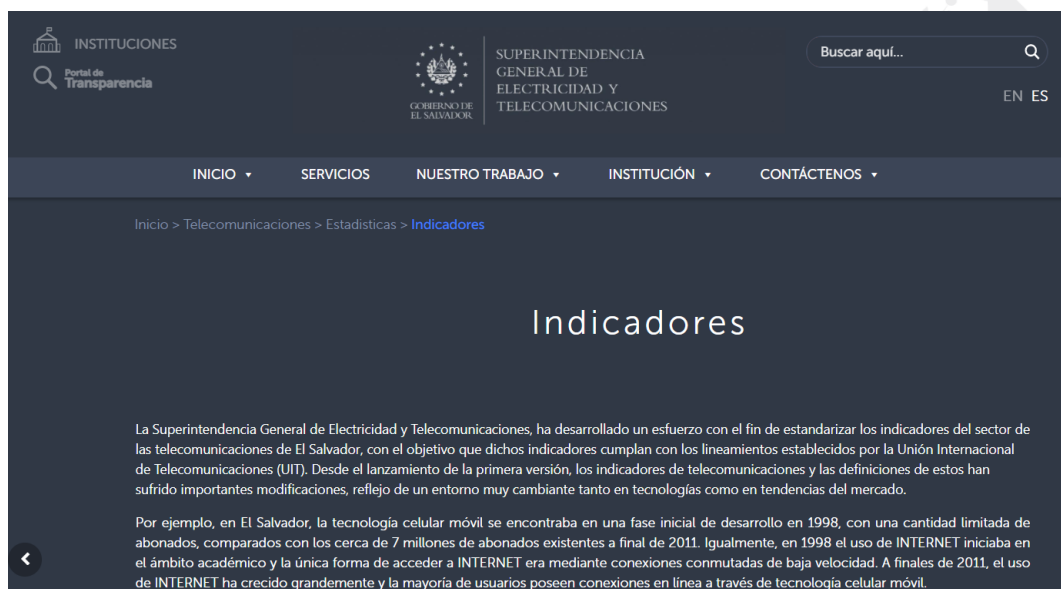 INSTITUCIONES
Portal de
Transparencia
GOBIERNO DE
EL SALVADOR
SUPERINTENDENCIA
GENERAL DE
ELECTRICIDAD Y
TELECOMUNICACIONES
Buscar aquí...
EN ES
INICIO SERVICIOS NUESTRO TRABAJO INSTITUCIÓN CONTÁCTENOS
Inicio > Telecomunicaciones > Estadisticas > Indicadores
Indicadores
La Superintendencia General de Electricidad y Telecomunicaciones, ha desarrollado un esfuerzo con el fin de estandarizar los indicadores del sector de
las telecomunicaciones de El Salvador, con el objetivo que dichos indicadores cumplan con los lineamientos establecidos por la Unión Internacional
de Telecomunicaciones (UIT). Desde el lanzamiento de la primera versión, los indicadores de telecomunicaciones y las definiciones de estos han
sufrido importantes modificaciones, reflejo de un entorno muy cambiante tanto en tecnologías como en tendencias del mercado.
Por ejemplo, en El Salvador, la tecnología celular móvil se encontraba en una fase inicial de desarrollo en 1998, con una cantidad limitada de
abonados, comparados con los cerca de 7 millones de abonados existentes a final de 2011. Igualmente, en 1998 el uso de INTERNET iniciaba en
el ámbito académico y la única forma de acceder a INTERNET era mediante conexiones conmutadas de baja velocidad. A finales de 2011, el uso
de INTERNET ha crecido grandemente y la mayoría de usuarios poseen conexiones en línea a través de tecnología celular móvil.